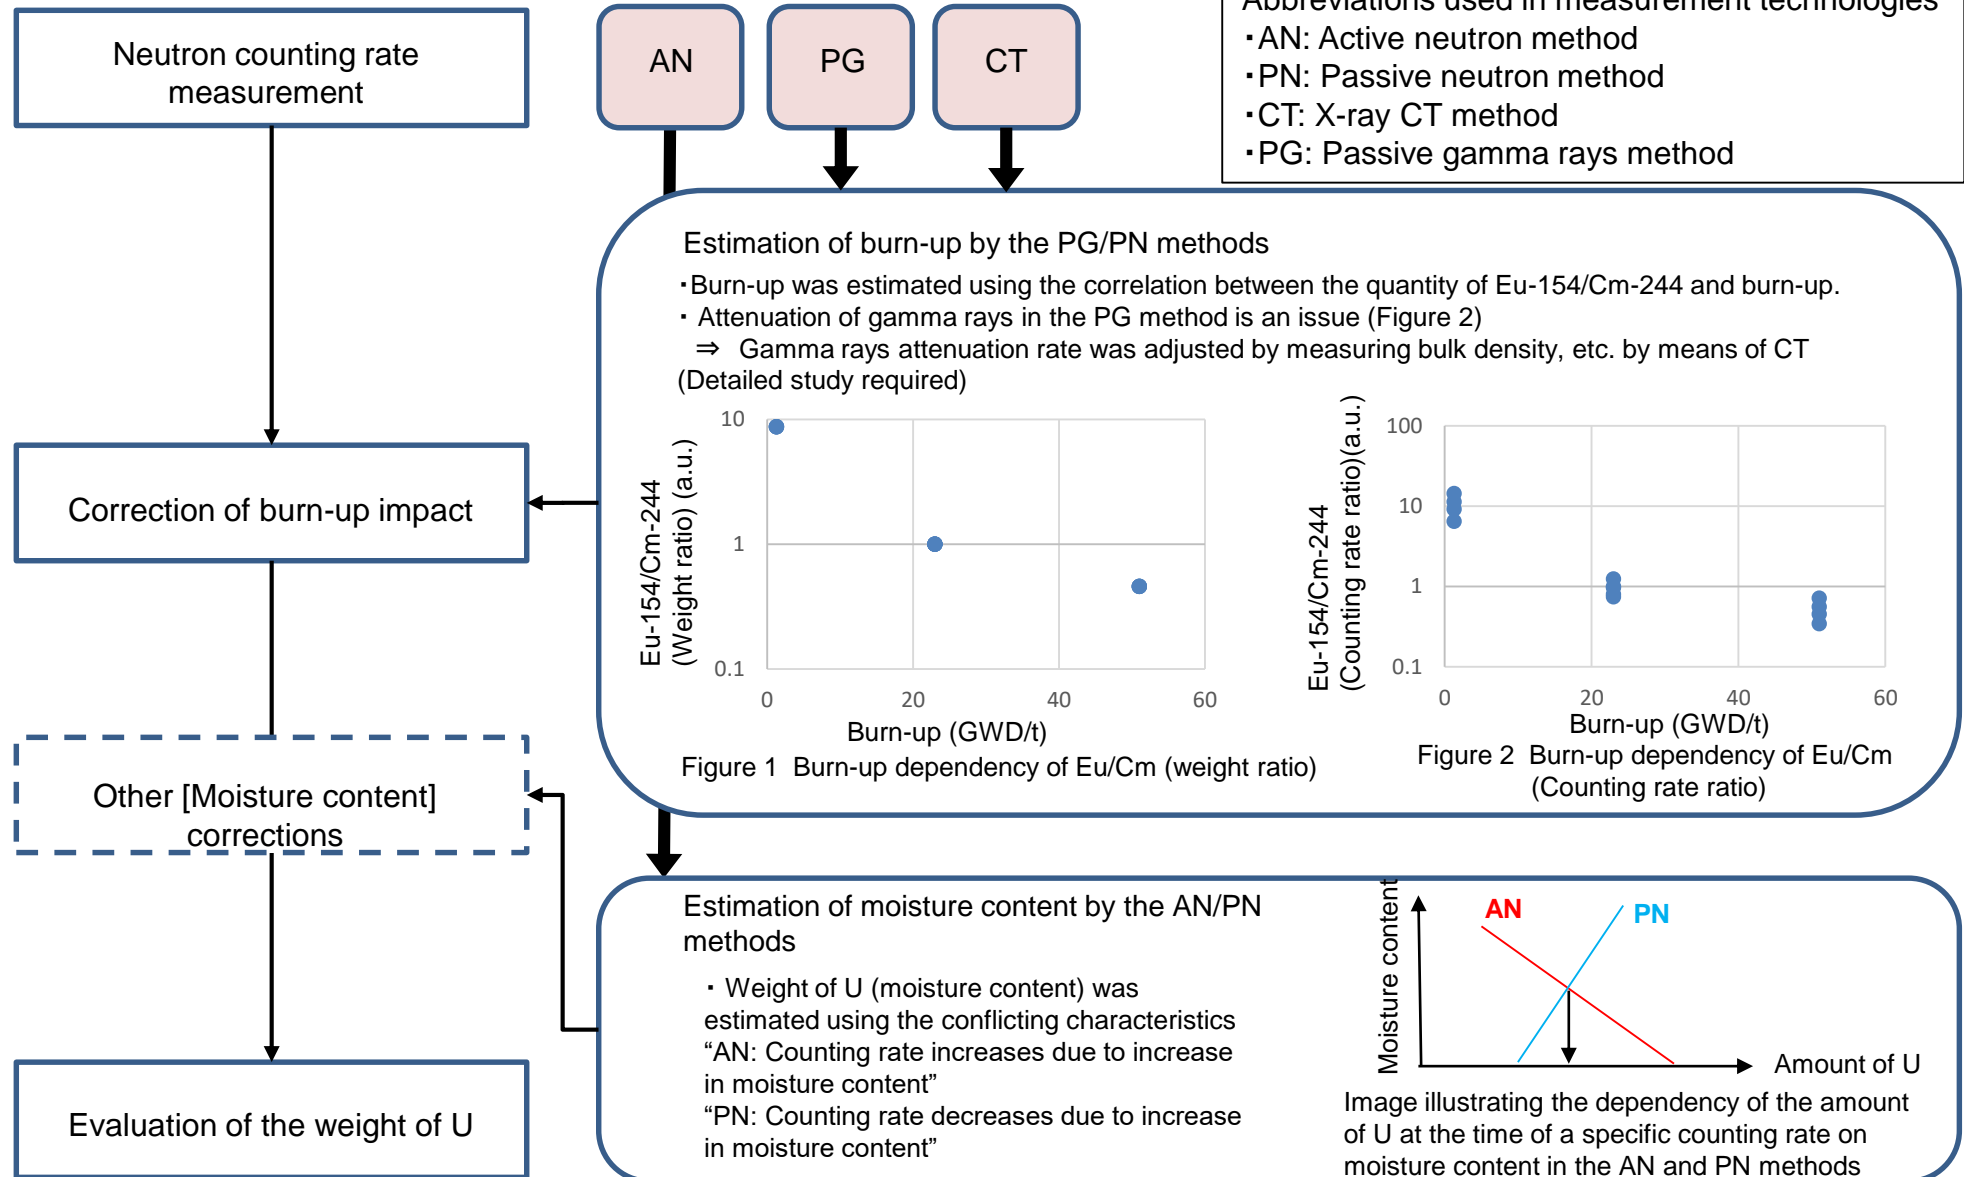 Neutron counting rate
measurement
AN
PG
CT
Abbreviations used in measurement technologies
・AN: Active neutron method
・PN: Passive neutron method
・CT: X-ray CT method
・PG: Passive gamma rays method
Estimation of burn-up by the PG/PN methods
・Burn-up was estimated using the correlation between the quantity of Eu-154/Cm-244 and burn-up.
・ Attenuation of gamma rays in the PG method is an issue (Figure 2)
⇒ Gamma rays attenuation rate was adjusted by measuring bulk density, etc. by means of CT
(Detailed study required)
Eu-154/Cm-244
(Weight ratio) (a.u.)
10
1
0.1
0
20
40
60
Burn-up (GWD/t)
Figure 1 Burn-up dependency of Eu/Cm (weight ratio)
Eu-154/Cm-244
(Counting rate ratio)(a.u.)
100
10
1
0.1
0
20
40
60
Burn-up (GWD/t)
Figure 2 Burn-up dependency of Eu/Cm
(Counting rate ratio)
Correction of burn-up impact
Other [Moisture content]
corrections
Evaluation of the weight of U
Estimation of moisture content by the AN/PN
methods
・ Weight of U (moisture content) was
estimated using the conflicting characteristics
“AN: Counting rate increases due to increase
in moisture content”
“PN: Counting rate decreases due to increase
in moisture content”
Moisture content
AN
PN
Amount of U
Image illustrating the dependency of the amount
of U at the time of a specific counting rate on
moisture content in the AN and PN methods